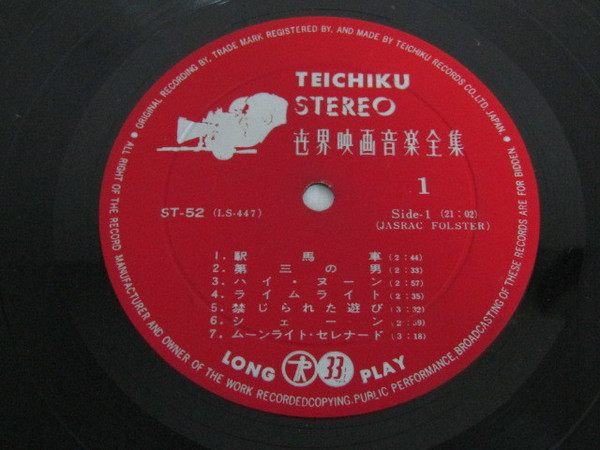 ORIGINAL RECORDING BY, TRADE MARK REGISTERED BY, AND MADE BY TEICHIKU RECORDS CO., LTD, JAPAN. •
• ALL RIGHT OF THE RECORD MANUFACTURER AND OWNER OF THE WORK RECORDEDCOPYING. PUBLIC PERFORMANCE, BROADCASTING OF THESE RECORDS ARE FOR BIDDEN.
TEICHIKU
STEREO
世界映画音楽全集
1
ST-52 (LS-447)
Side-1 (21:02)
(JASRAC FOLSTER)
1. 駅馬車 (2:44)
2. 第三の男 (2:33)
3. ハイ・ヌーン (2:57)
4. ライムライト (2:35)
5. 禁じられた遊び (3:32)
6. シェーン
7. ムーンライト・セレナード (3:18)
LONG 33⅓ PLAY